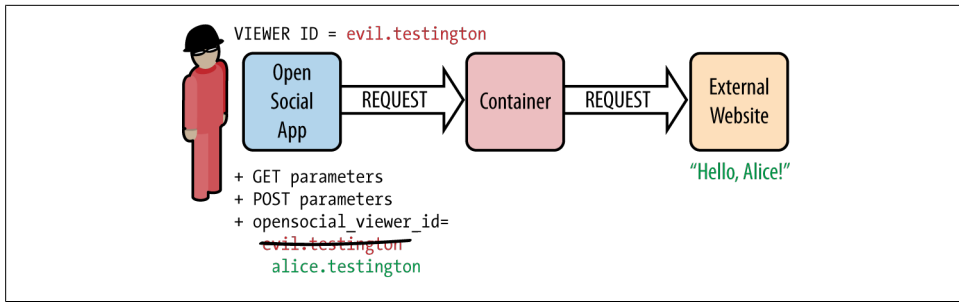 VIEWER ID = evil.testington
Open
Social
App
REQUEST
Container
REQUEST
External
Website
"Hello, Alice!"
+ GET parameters
+ POST parameters
+ opensocial_viewer_id=
evil.testington
alice.testington